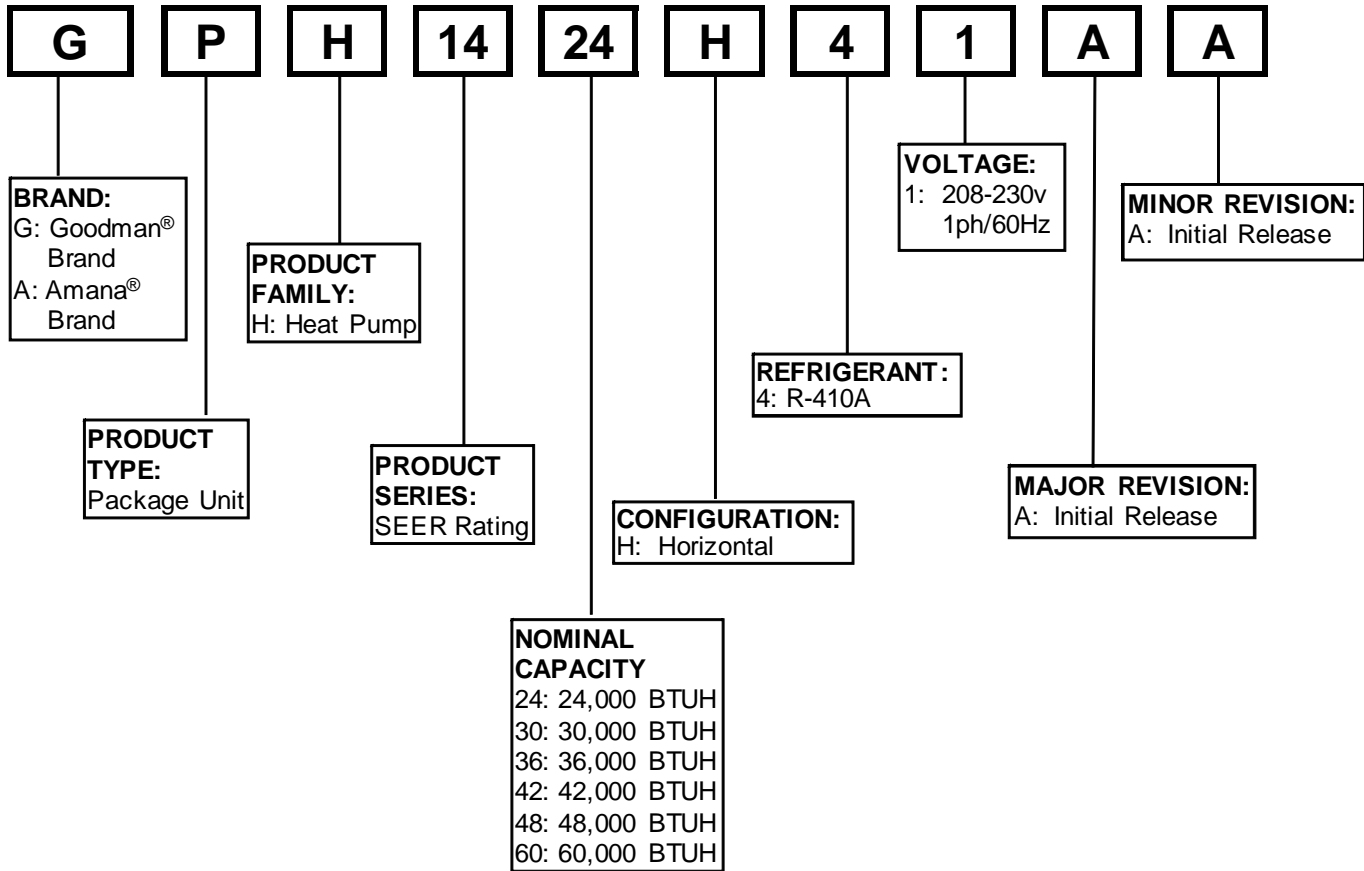 G P H 14 24 H 4 1 A A
BRAND:
G: Goodman®
Brand
A: Amana®
Brand
PRODUCT
TYPE:
Package Unit
PRODUCT
FAMILY:
H: Heat Pump
PRODUCT
SERIES:
SEER Rating
NOMINAL
CAPACITY
24: 24,000 BTUH
30: 30,000 BTUH
36: 36,000 BTUH
42: 42,000 BTUH
48: 48,000 BTUH
60: 60,000 BTUH
CONFIGURATION:
H: Horizontal
REFRIGERANT:
4: R-410A
VOLTAGE:
1: 208-230v
1ph/60Hz
MAJOR REVISION:
A: Initial Release
MINOR REVISION:
A: Initial Release